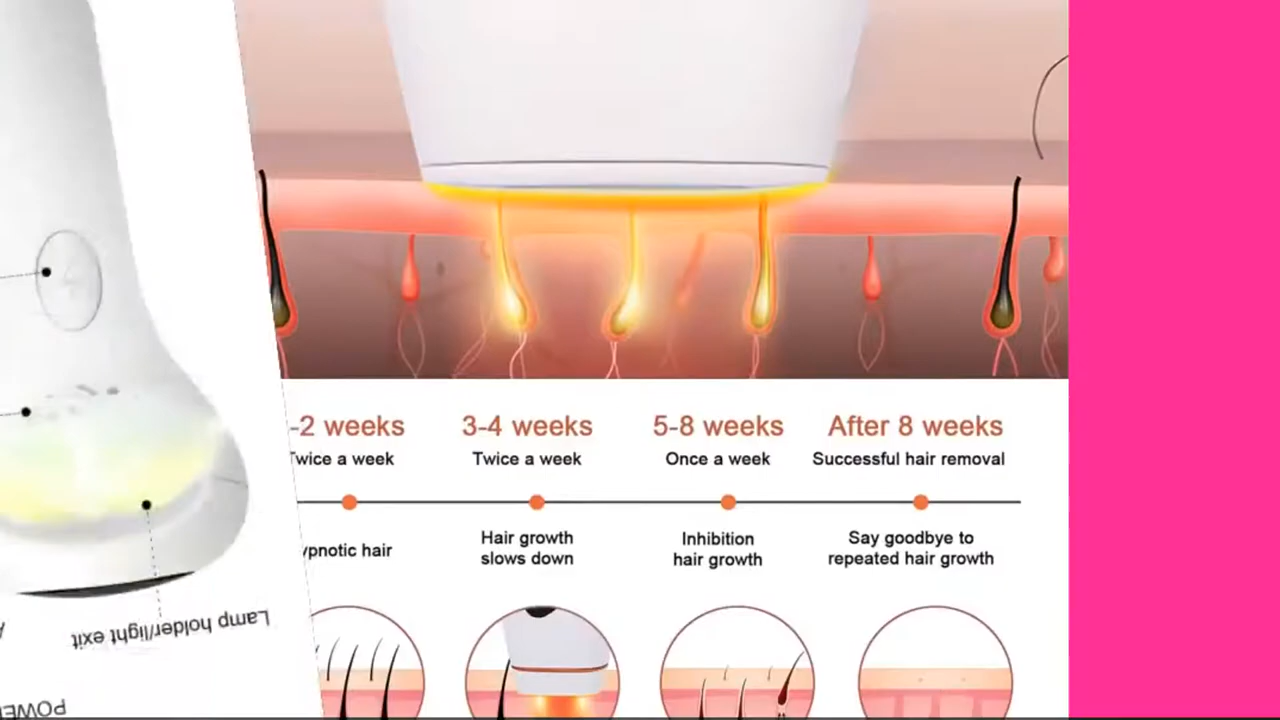 -2 weeks
3-4 weeks
5-8 weeks
After 8 weeks
Twice a week
Twice a week
Once a week
Successful hair removal
ypnotic hair
Hair growth
slows down
Inhibition
hair growth
Say goodbye to
repeated hair growth
Lamp holder/light exit
POWE